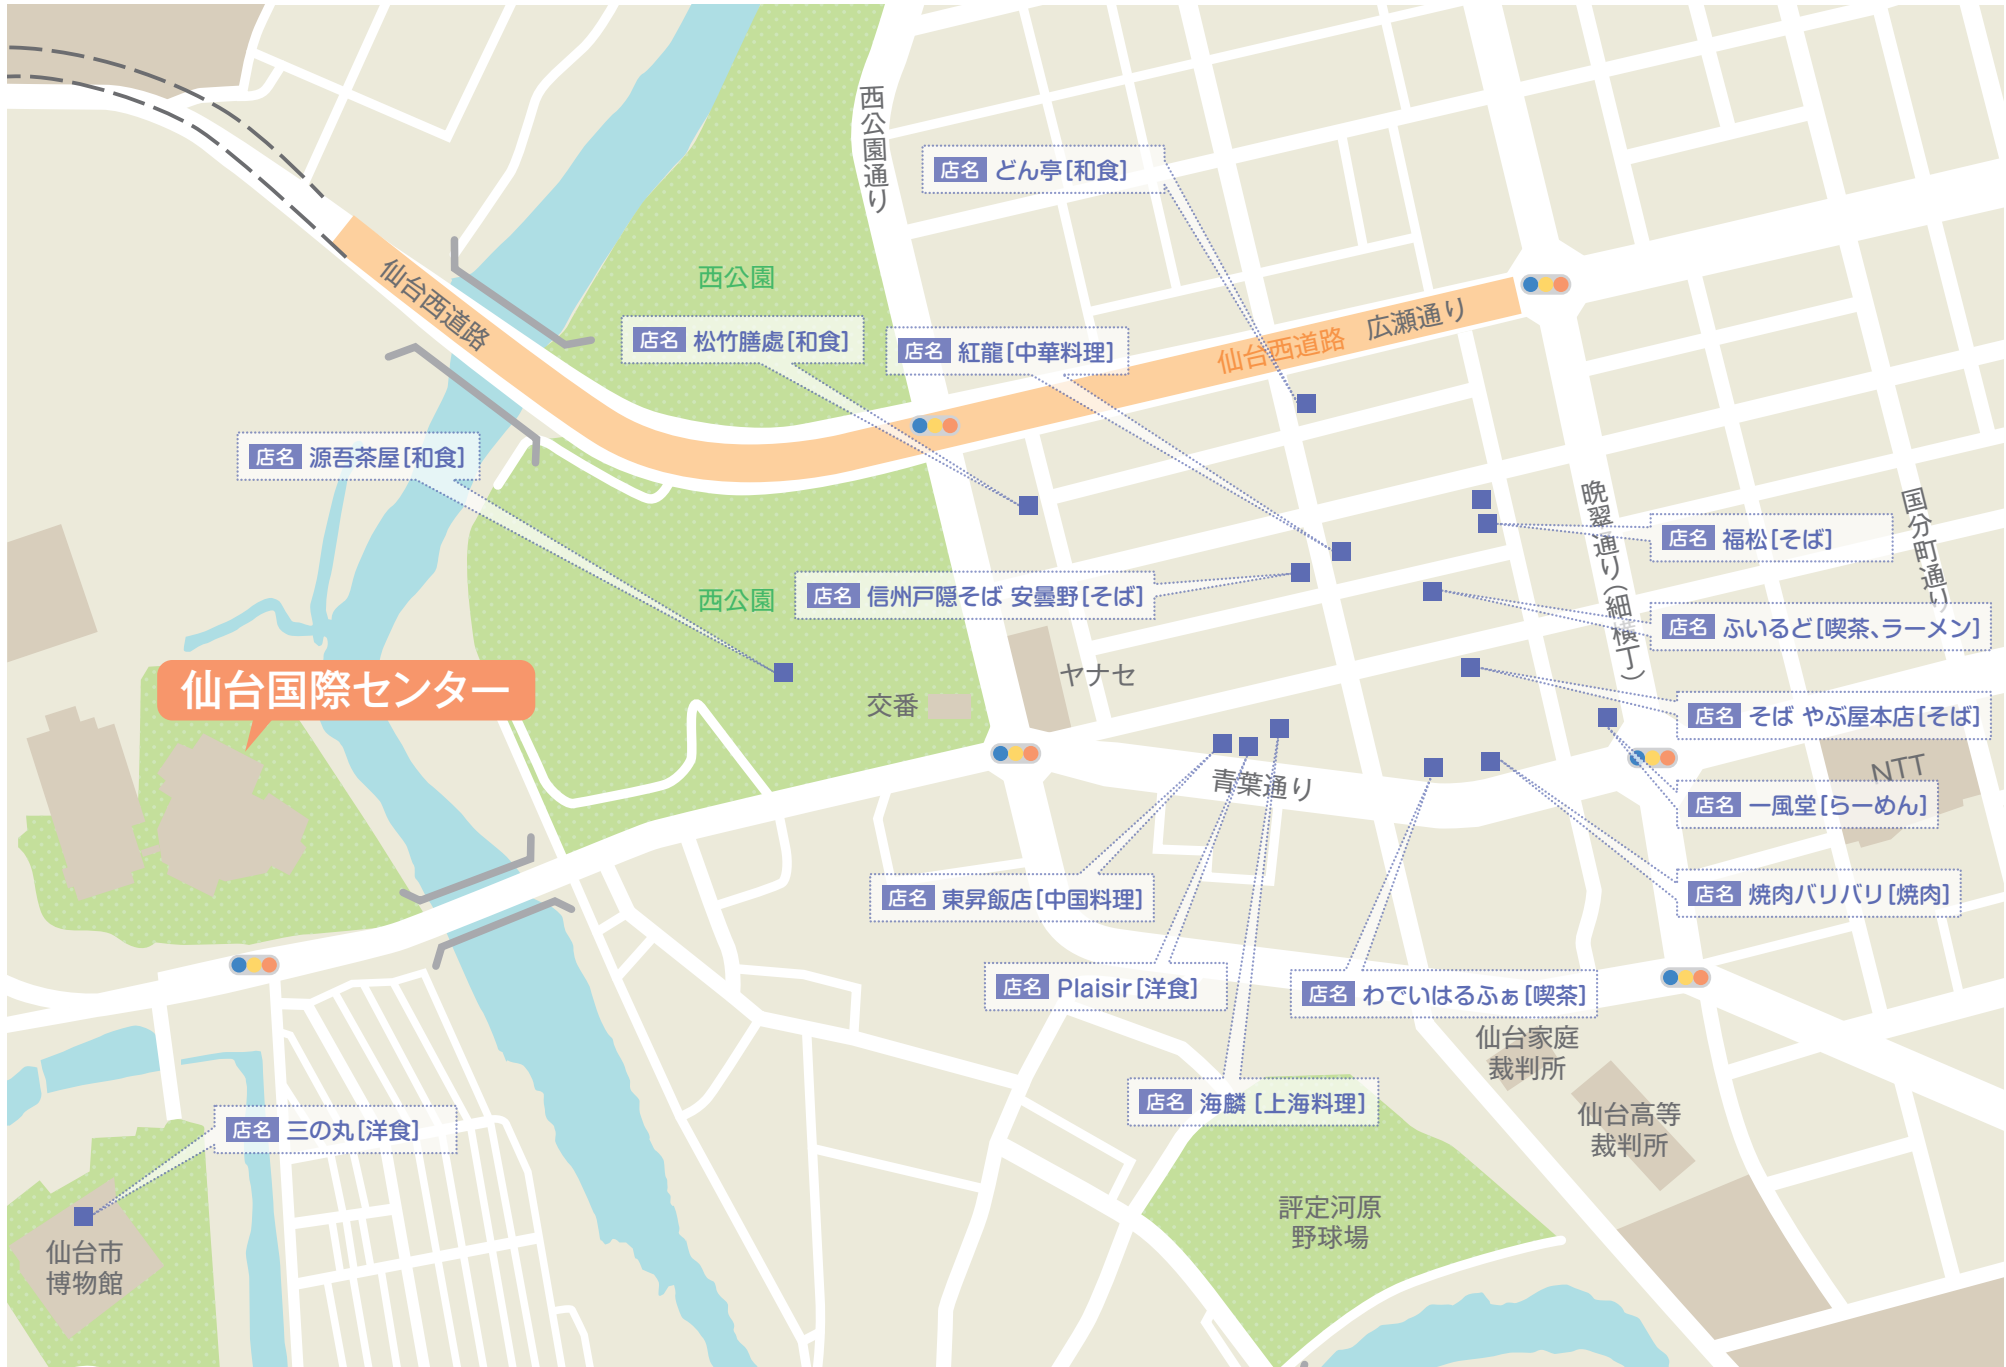 西公園通り
店名 どん亭[和食]
西公園
仙台西道路
店名 松竹膳處[和食]
店名 紅龍[中華料理]
仙台西道路
広瀬通り
店名 源吾茶屋[和食]
晩翠通り(細横丁)
国分町通り
店名 福松[そば]
西公園
店名 信州戸隠そば 安曇野[そば]
店名 ふいるど[喫茶、ラーメン]
仙台国際センター
交番
ヤナセ
店名 そば やぶ屋本店[そば]
青葉通り
NTT
店名 一風堂[らーめん]
店名 東昇飯店[中国料理]
店名 焼肉バリバリ[焼肉]
店名 Plaisir[洋食]
店名 わでいはるふぁ[喫茶]
仙台家庭
裁判所
店名 海麟 [上海料理]
仙台高等
裁判所
店名 三の丸[洋食]
評定河原
野球場
仙台市
博物館